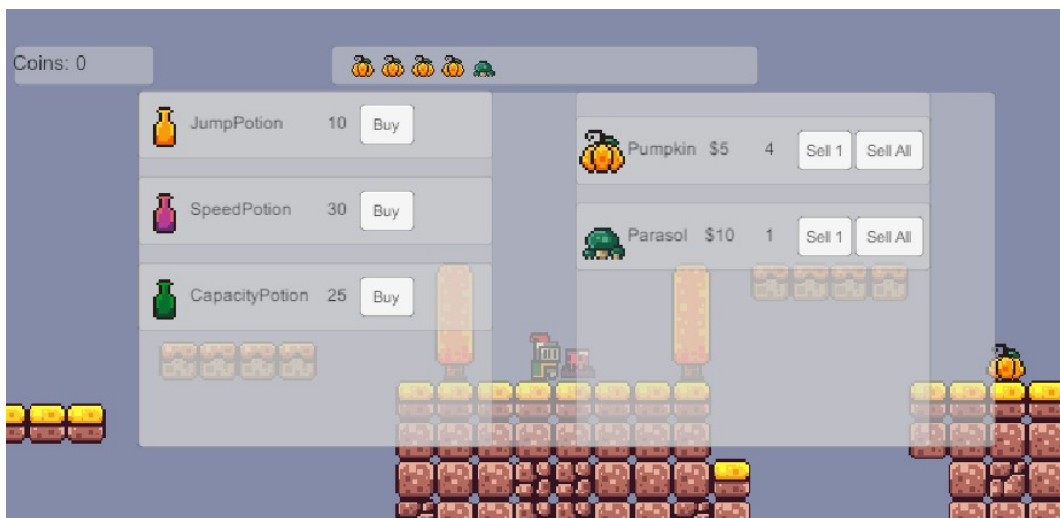 Coins: 0
JumpPotion 10 Buy
SpeedPotion 30 Buy
CapacityPotion 25 Buy
Pumpkin $5 4 Sell 1 Sell All
Parasol $10 1 Sell 1 Sell All